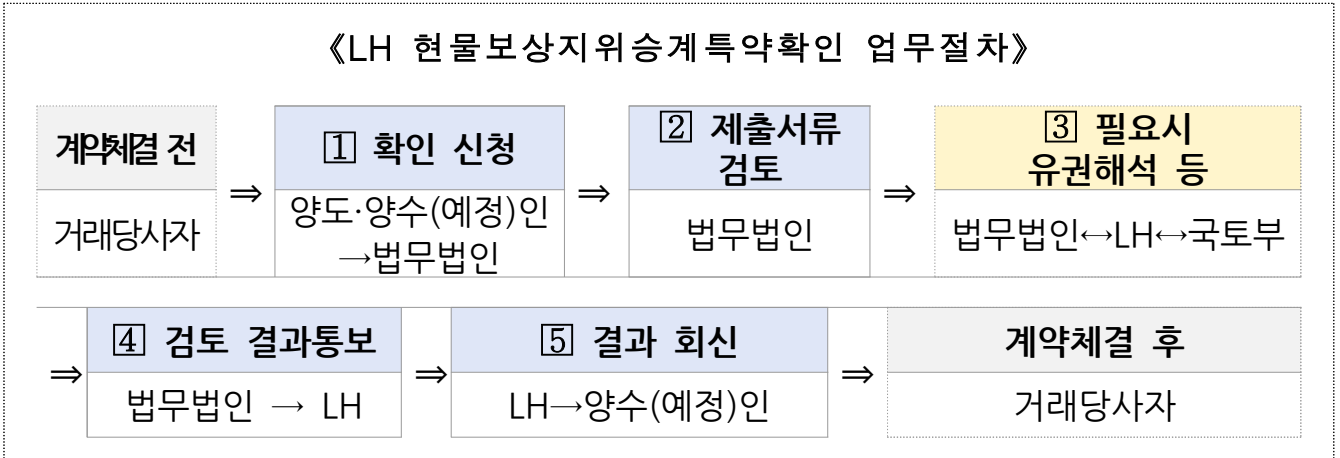 《LH 현물보상지위승계특약확인 업무절차》
계약체결 전
거래당사자
⇒
1 확인 신청
양도·양수(예정)인
→법무법인
⇒
2 제출서류
검토
법무법인
⇒
3 필요시
유권해석 등
법무법인↔LH↔국토부
⇒
4 검토 결과통보
법무법인 → LH
⇒
5 결과 회신
LH→양수(예정)인
⇒
계약체결 후
거래당사자